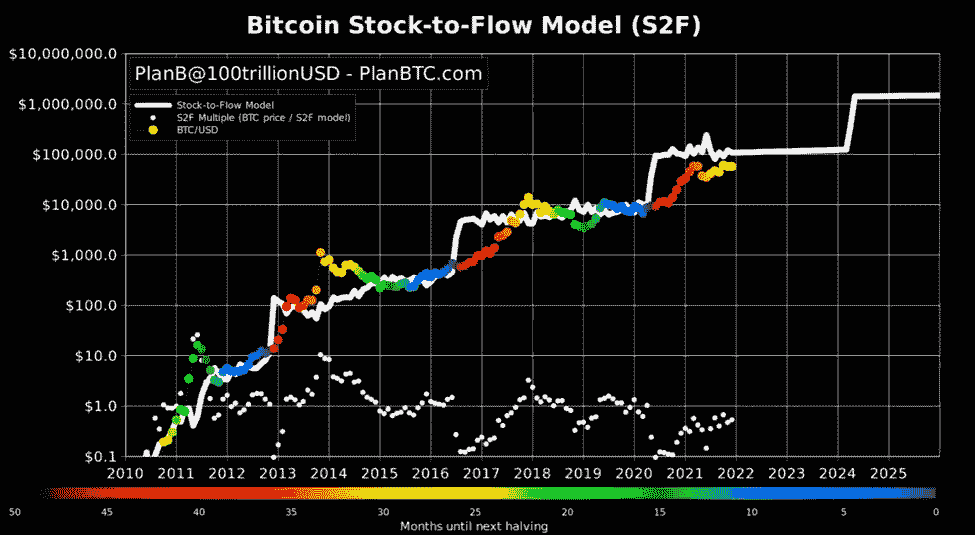 Bitcoin Stock-to-Flow Model (S2F)
$10,000,000.0
PlanB@100trillionUSD - PlanBTC.com
$1,000,000.0
Stock-to-Flow Model
S2F Multiple (BTC price / S2F model)
BTC/USD
$100,000.0
$10,000.0
$1,000.0
$100.0
$10.0
$1.0
$0.1
2010 2011 2012 2013 2014 2015 2016 2017 2018 2019 2020 2021 2022 2023 2024 2025
50 45 40 35 30 25 20 15 10 5 0
Months until next halving